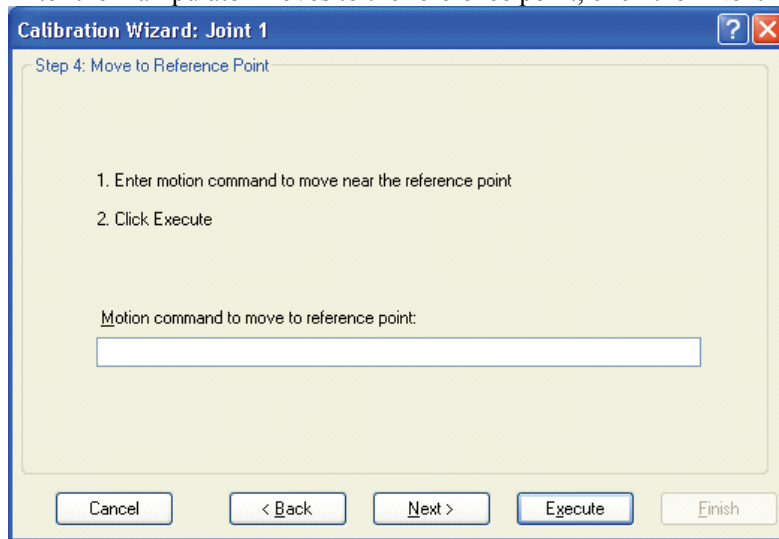 Calibration Wizard: Joint 1
Step 4: Move to Reference Point
1. Enter motion command to move near the reference point
2. Click Execute
Motion command to move to reference point:
Cancel
< Back
Next >
Execute
Finish